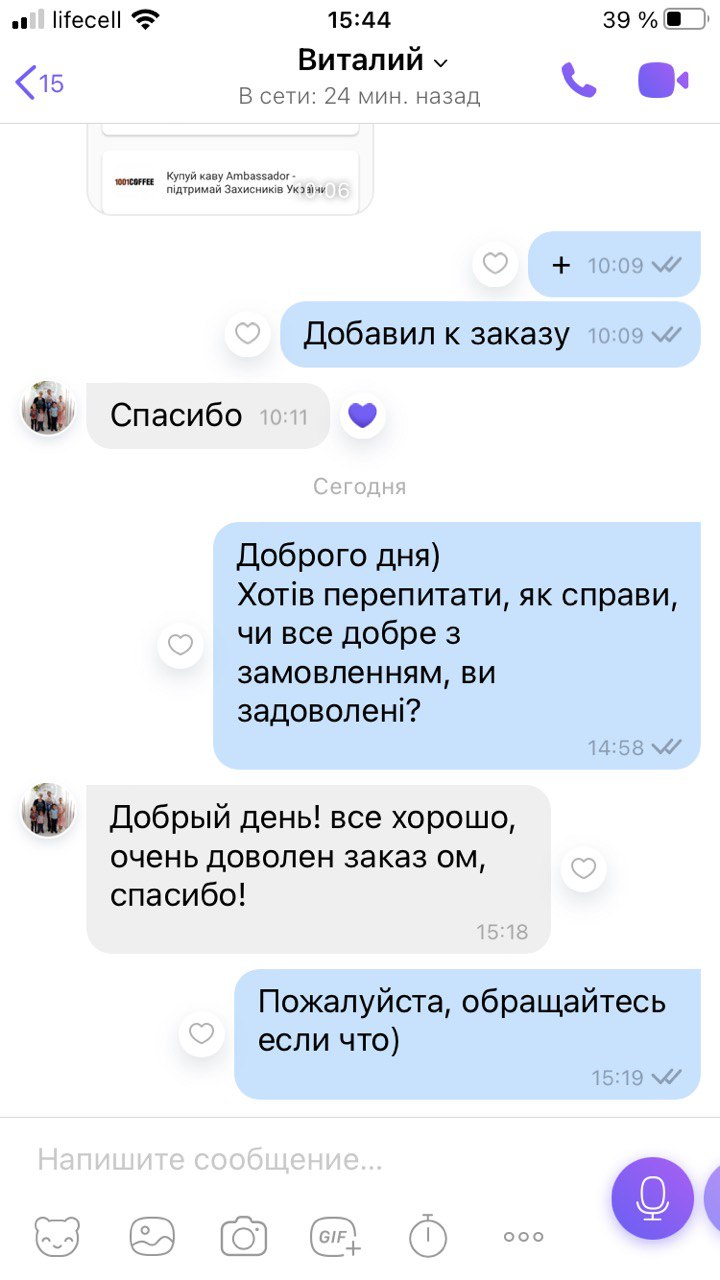 lifecell
15:44
39 %
15
Виталий
В сети: 24 мин. назад
1001COFFEE
Купуй каву Ambassador -
підтримай Захисників України
10:06
+ 10:09
Добавил к заказу 10:09
Спасибо 10:11
Сегодня
Доброго дня)
Хотів перепитати, як справи,
чи все добре з
замовленням, ви
задоволені?
14:58
Добрый день! все хорошо,
очень доволен заказ ом,
спасибо!
15:18
Пожалуйста, обращайтесь
если что)
15:19
Напишите сообщение...
GIF